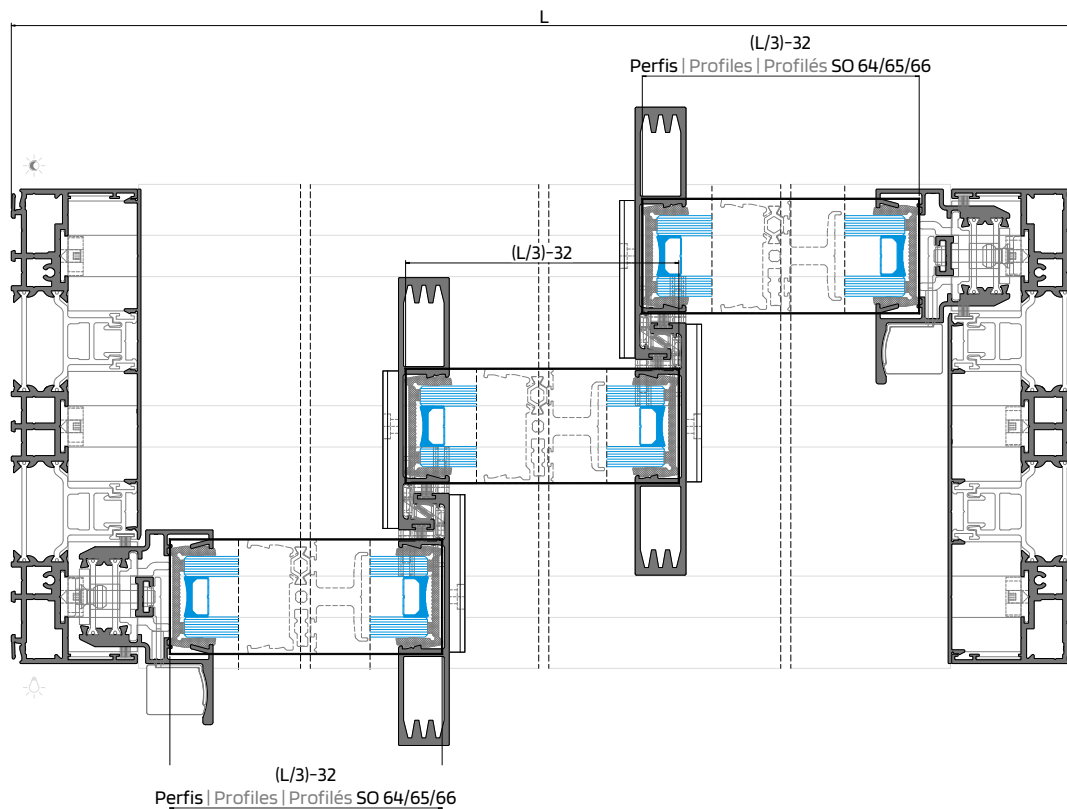 L
(L/3)-32
Perfis | Profiles | Profilés SO 64/65/66
(L/3)-32
(L/3)-32
Perfis | Profiles | Profilés SO 64/65/66